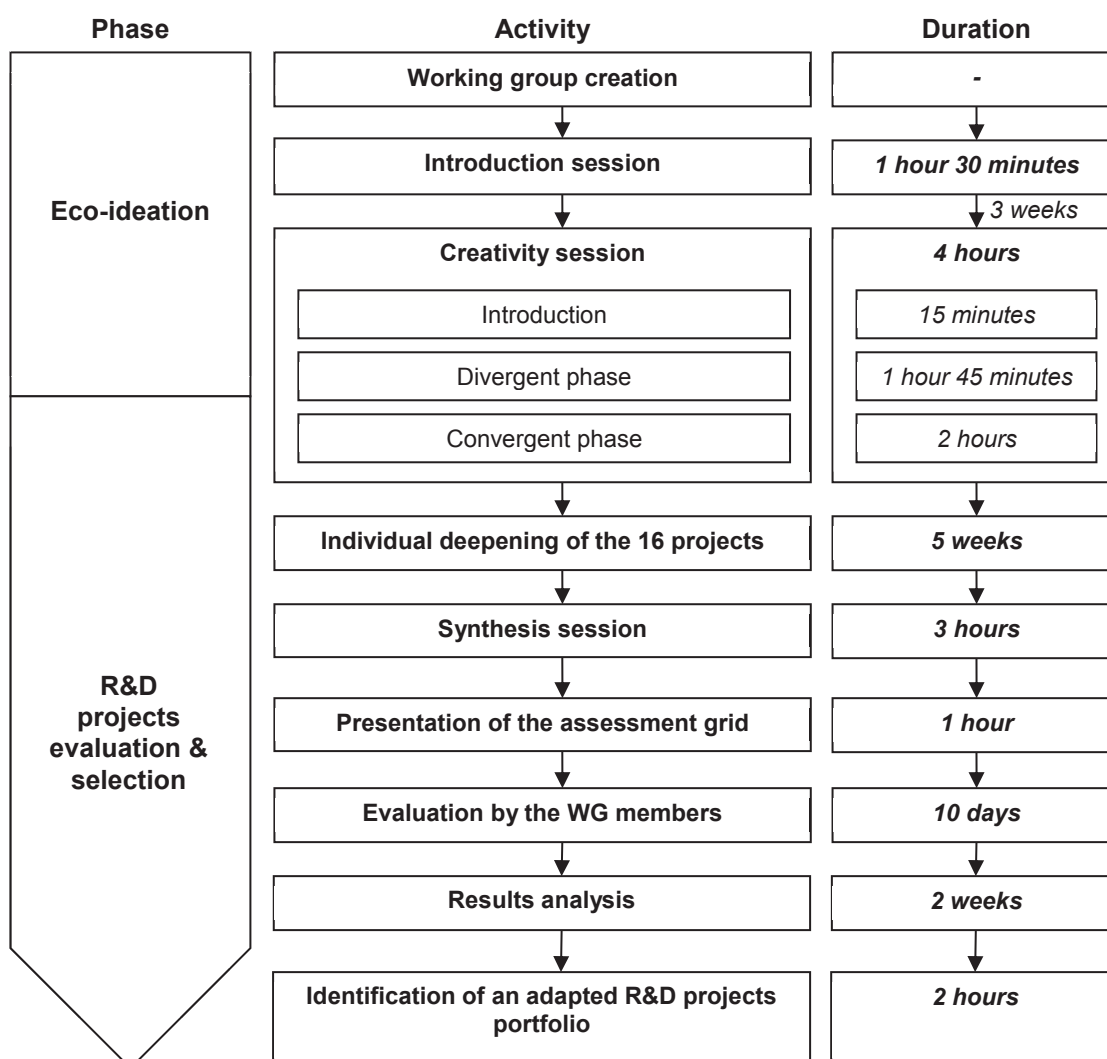 Phase Activity Duration
Working group creation -
Introduction session 1 hour 30 minutes
Eco-ideation 3 weeks
Creativity session 4 hours
Introduction 15 minutes
Divergent phase 1 hour 45 minutes
Convergent phase 2 hours
Individual deepening of the 16 projects 5 weeks
Synthesis session 3 hours
R&D
projects
evaluation &
selection
Presentation of the assessment grid 1 hour
Evaluation by the WG members 10 days
Results analysis 2 weeks
Identification of an adapted R&D projects 2 hours
portfolio